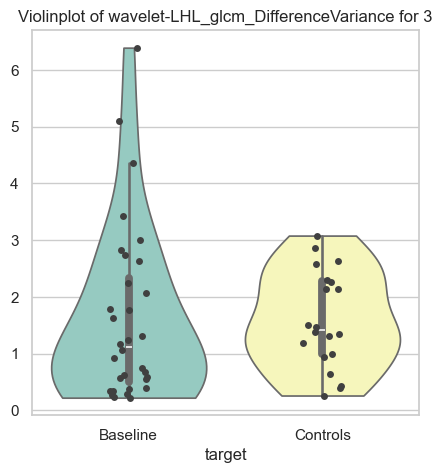 Violinplot of wavelet-LHL_glcm_DifferenceVariance for 3
6
5
4
3
2
1
0
Baseline Controls
target